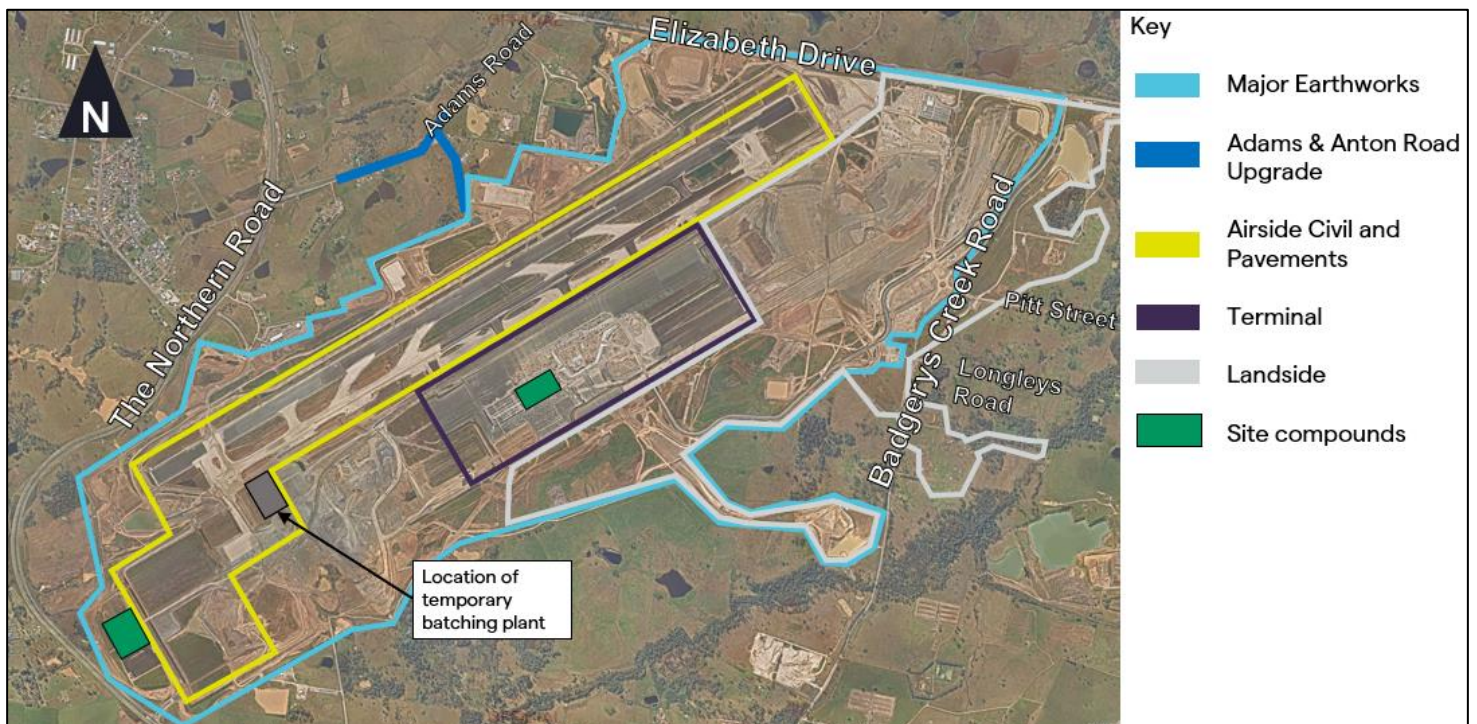 Key
Elizabeth Drive
Adams Road
N
The Northern Road
Badgerys Creek Road
Pitt Street
Longleys
Road
Location of
temporary
batching plant
Major Earthworks
Adams & Anton Road
Upgrade
Airside Civil and
Pavements
Terminal
Landside
Site compounds